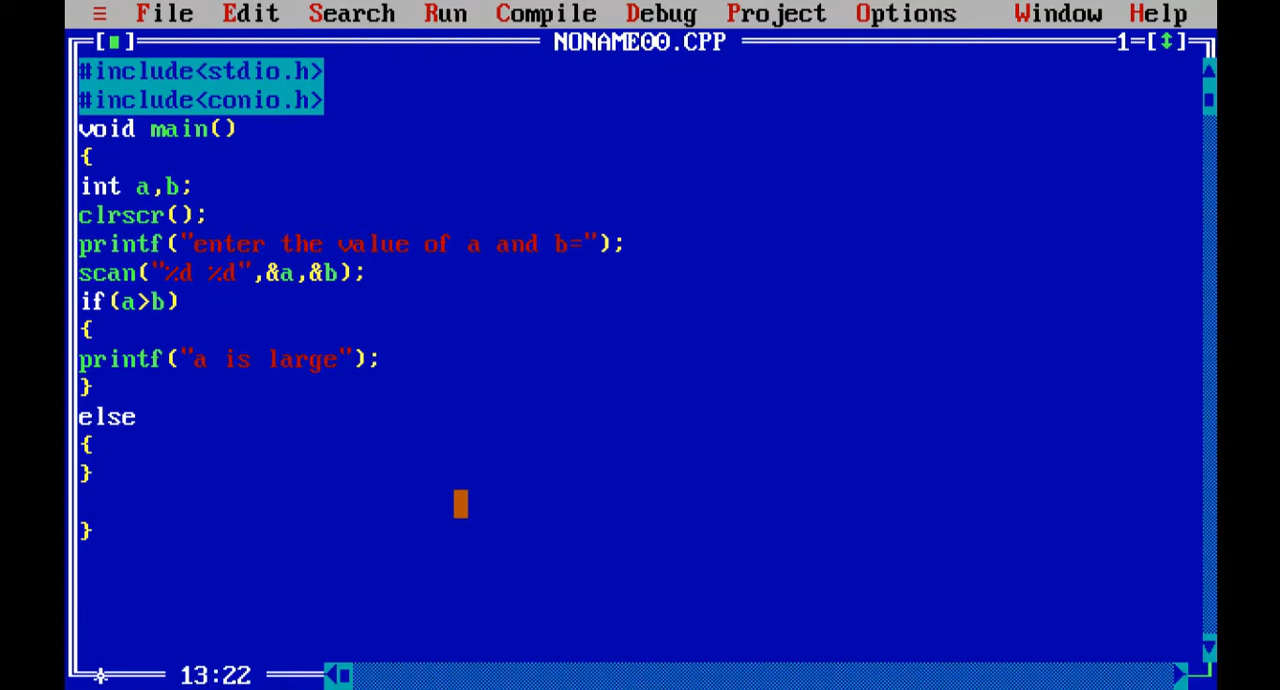 ≡ File Edit Search Run Compile Debug Project Options Window Help
[■] NONAME00.CPP 1=[↕]
#include<stdio.h>
#include<conio.h>
void main()
{
int a,b;
clrscr();
printf("enter the value of a and b=");
scan("%d %d",&a,&b);
if(a>b)
{
printf("a is large");
}
else
{
}
}
13:22